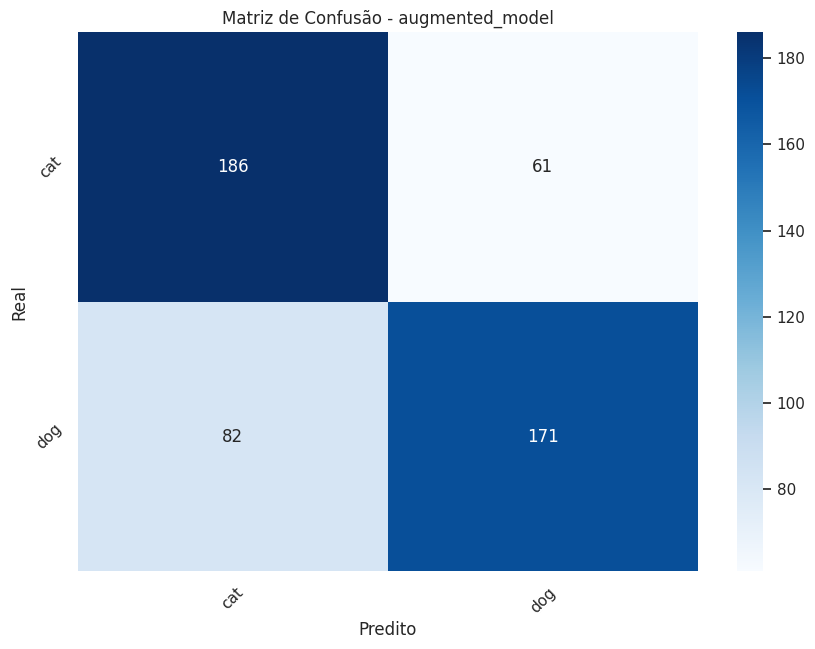 Matriz de Confusão - augmented_model
Real
cat
dog
186
61
82
171
cat
dog
Predito
180
160
140
120
100
80